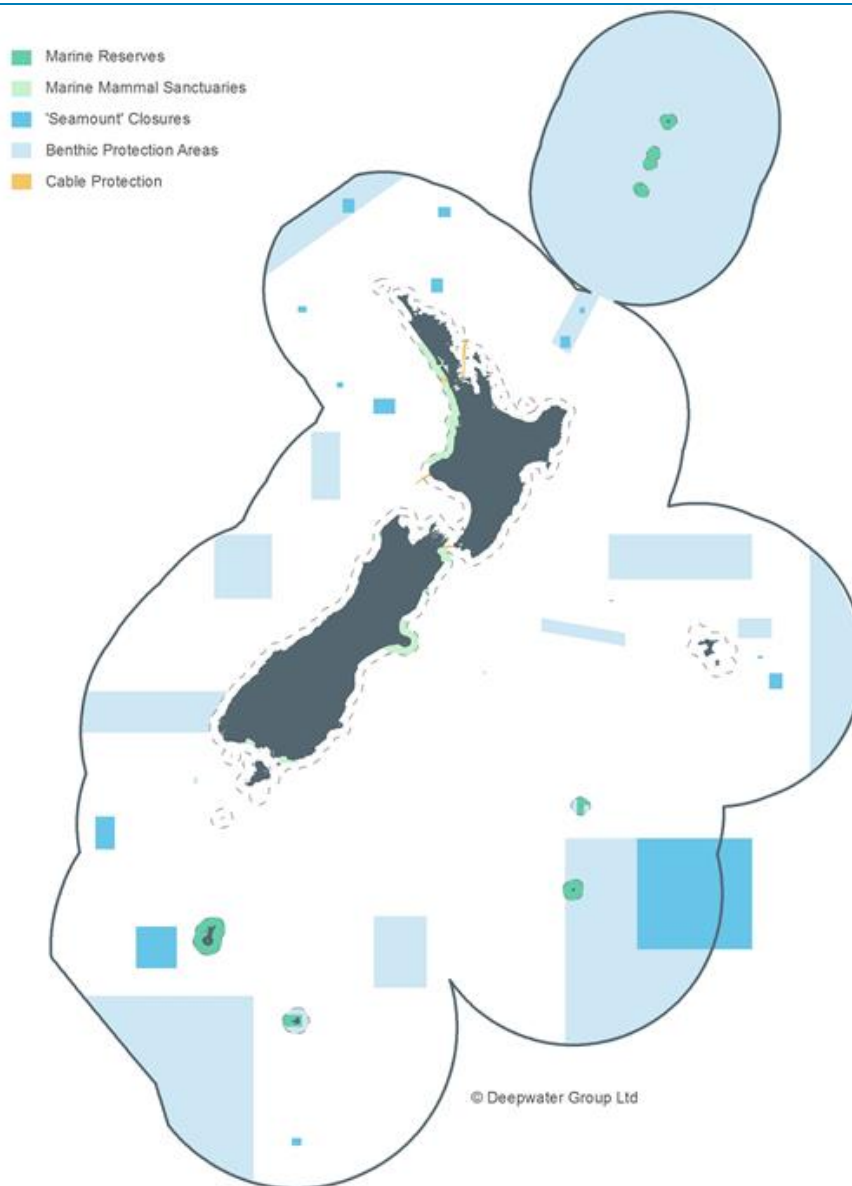 Marine Reserves
Marine Mammal Sanctuaries
'Seamount' Closures
Benthic Protection Areas
Cable Protection
© Deepwater Group Ltd